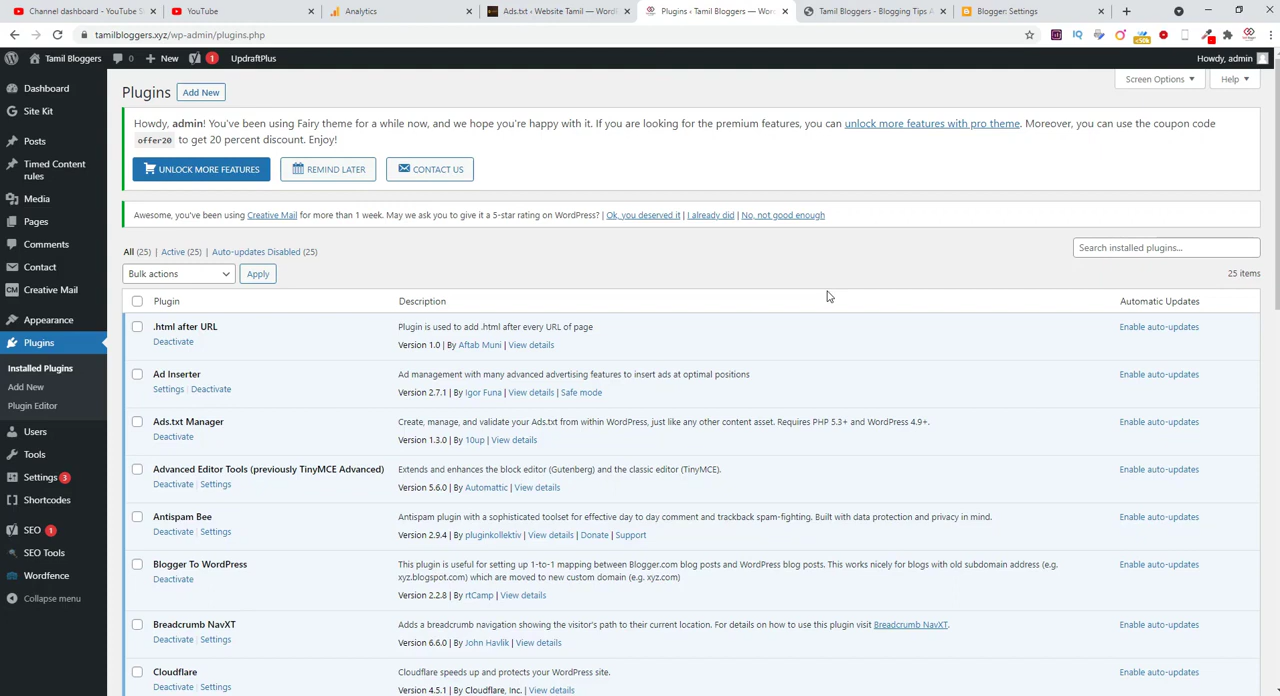 Channel dashboard - YouTube S
YouTube
Analytics
Ads.txt ‹ Website Tamil — WordP
Plugins ‹ Tamil Bloggers — Wor
Tamil Bloggers - Blogging Tips A
Blogger: Settings
tamilbloggers.xyz/wp-admin/plugins.php
Tamil Bloggers
0
New
1
UpdraftPlus
Howdy, admin
Dashboard
Site Kit
Posts
Timed Content rules
Media
Pages
Comments
Contact
CM Creative Mail
Appearance
Plugins
Installed Plugins
Add New
Plugin Editor
Users
Tools
Settings 3
Shortcodes
SEO 1
SEO Tools
Wordfence
Collapse menu
Plugins Add New
Screen Options ▼ Help ▼
Howdy, admin! You've been using Fairy theme for a while now, and we hope you're happy with it. If you are looking for the premium features, you can unlock more features with pro theme. Moreover, you can use the coupon code
offer20 to get 20 percent discount. Enjoy!
UNLOCK MORE FEATURES REMIND LATER CONTACT US
Awesome, you've been using Creative Mail for more than 1 week. May we ask you to give it a 5-star rating on WordPress? | Ok, you deserved it | I already did | No, not good enough
All (25) | Active (25) | Auto-updates Disabled (25)
Search installed plugins...
Bulk actions Apply
25 items
Plugin Description Automatic Updates
.html after URL
Deactivate
Plugin is used to add .html after every URL of page
Version 1.0 | By Aftab Muni | View details
Enable auto-updates
Ad Inserter
Settings | Deactivate
Ad management with many advanced advertising features to insert ads at optimal positions
Version 2.7.1 | By Igor Funa | View details | Safe mode
Enable auto-updates
Ads.txt Manager
Deactivate
Create, manage, and validate your Ads.txt from within WordPress, just like any other content asset. Requires PHP 5.3+ and WordPress 4.9+.
Version 1.3.0 | By 10up | View details
Enable auto-updates
Advanced Editor Tools (previously TinyMCE Advanced)
Deactivate | Settings
Extends and enhances the block editor (Gutenberg) and the classic editor (TinyMCE).
Version 5.6.0 | By Automattic | View details
Enable auto-updates
Antispam Bee
Deactivate | Settings
Antispam plugin with a sophisticated toolset for effective day to day comment and trackback spam-fighting. Built with data protection and privacy in mind.
Version 2.9.4 | By pluginkollektiv | View details | Donate | Support
Enable auto-updates
Blogger To WordPress
Deactivate
This plugin is useful for setting up 1-to-1 mapping between Blogger.com blog posts and WordPress blog posts. This works nicely for blogs with old subdomain address (e.g.
xyz.blogspot.com) which are moved to new custom domain (e.g. xyz.com)
Version 2.2.8 | By rtCamp | View details
Enable auto-updates
Breadcrumb NavXT
Deactivate | Settings
Adds a breadcrumb navigation showing the visitor's path to their current location. For details on how to use this plugin visit Breadcrumb NavXT.
Version 6.6.0 | By John Havlik | View details
Enable auto-updates
Cloudflare
Deactivate | Settings
Cloudflare speeds up and protects your WordPress site.
Version 4.5.1 | By Cloudflare, Inc. | View details
Enable auto-updates